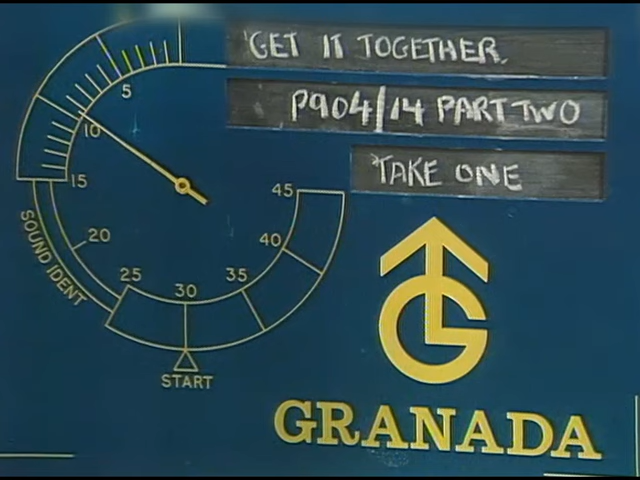 'GET IT TOGETHER.
P904/14 PART TWO
TAKE ONE
5
10
15
20
25
30
35
40
45
SOUND IDENT
START
G
GRANADA